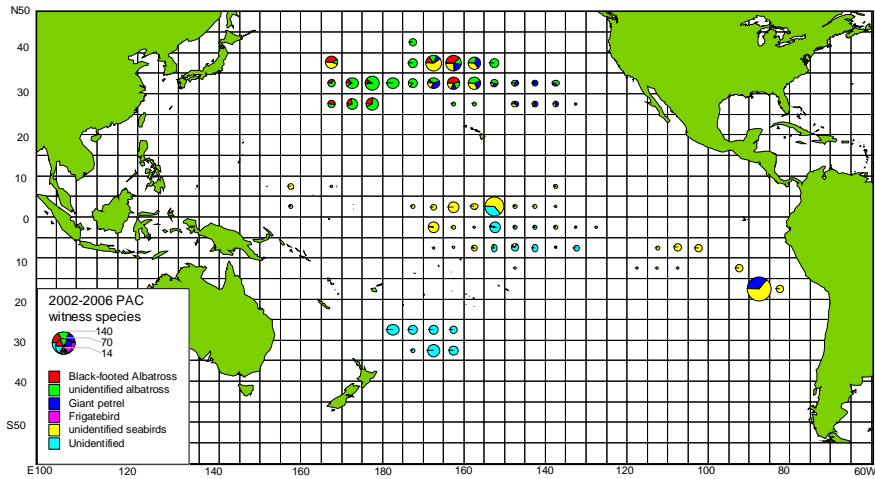 N50
40
30
20
10
0
10
20
30
40
S50
2002-2006 PAC
witness species
140
70
14
Black-footed Albatross
unidentified albatross
Giant petrel
Frigatebird
unidentified seabirds
Unidentified
E100 120 140 160 180 160 140 120 100 80 60W